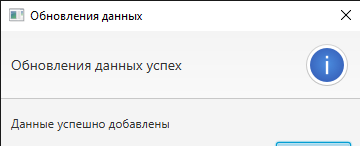 Обновления данных
Обновления данных успех
Данные успешно добавлены